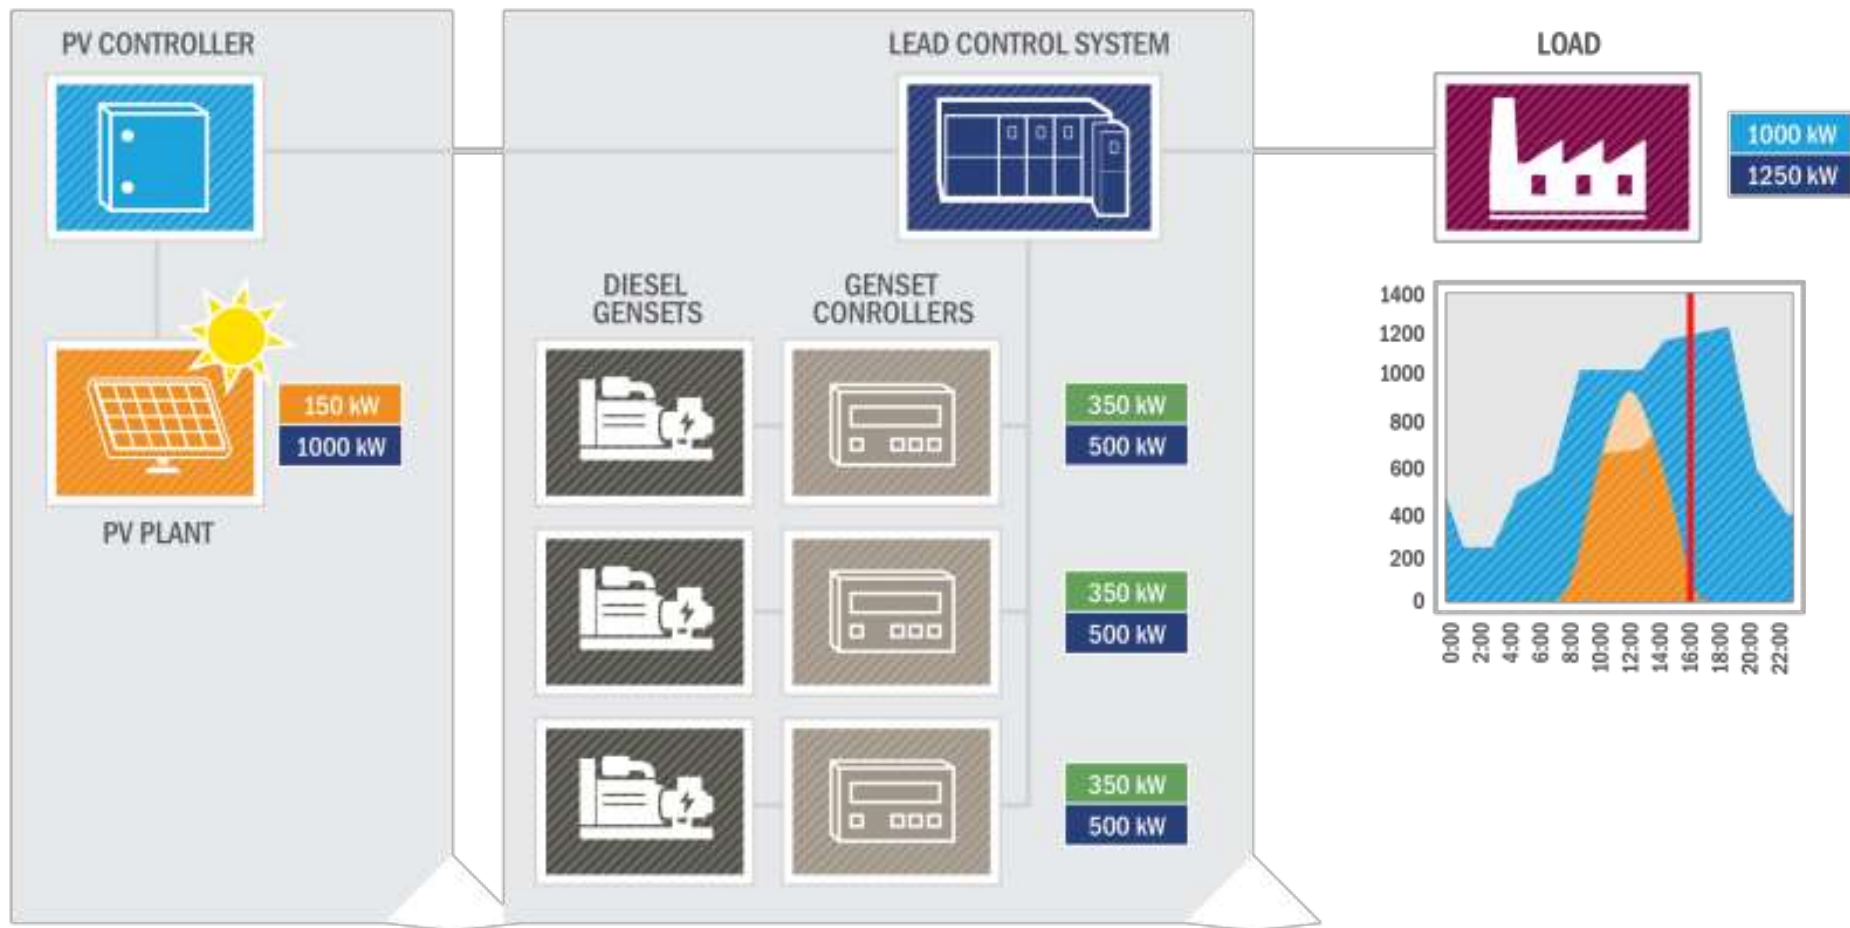 PV CONTROLLER
LEAD CONTROL SYSTEM
LOAD
1000 kW
1250 kW
DIESEL
GENSETS
GENSET
CONROLLERS
150 kW
1000 kW
PV PLANT
350 kW
500 kW
350 kW
500 kW
350 kW
500 kW
1400
1200
1000
800
600
400
200
0
0:00
2:00
4:00
6:00
8:00
10:00
12:00
14:00
16:00
18:00
20:00
22:00